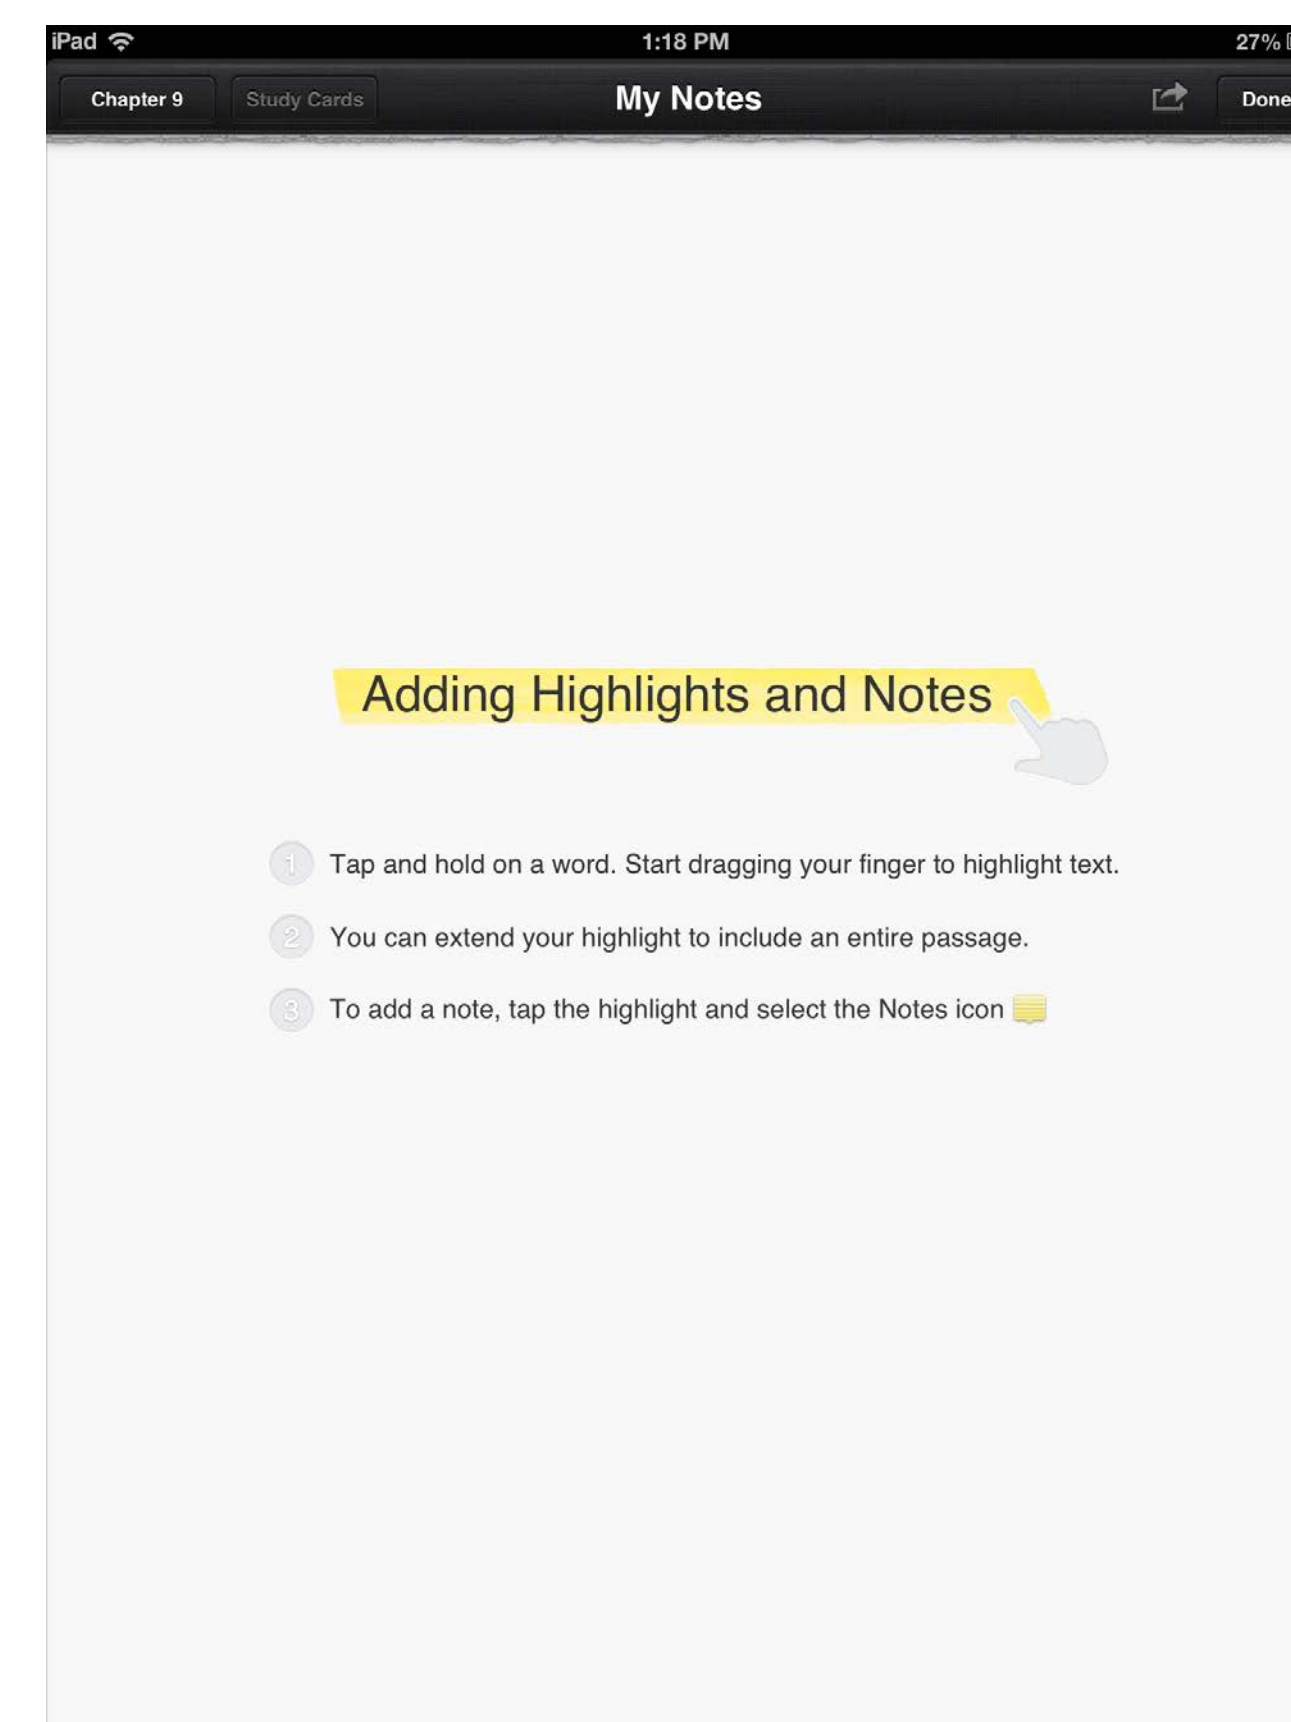 iPad 1:18 PM 27%
Chapter 9 Study Cards My Notes Done
Adding Highlights and Notes
1 Tap and hold on a word. Start dragging your finger to highlight text.
2 You can extend your highlight to include an entire passage.
3 To add a note, tap the highlight and select the Notes icon